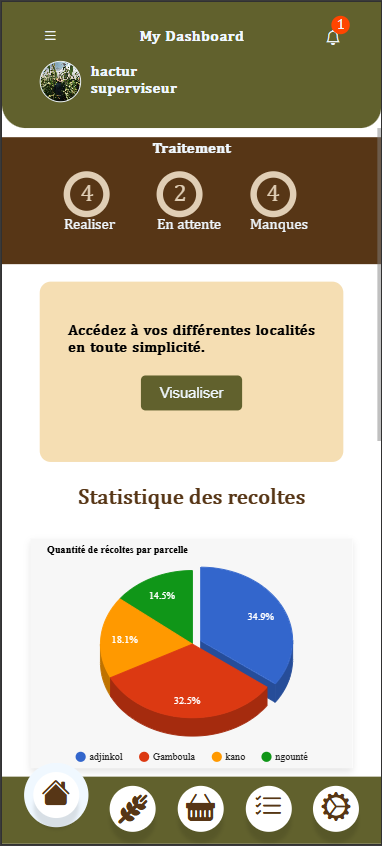 My Dashboard
1
hactur
superviseur
Traitement
4 2 4
Realiser En attente Manques
Accédez à vos différentes localités
en toute simplicité.
Visualiser
Statistique des recoltes
Quantité de récoltes par parcelle
14.5%
34.9%
18.1%
32.5%
adjinkol Gamboula kano ngounté